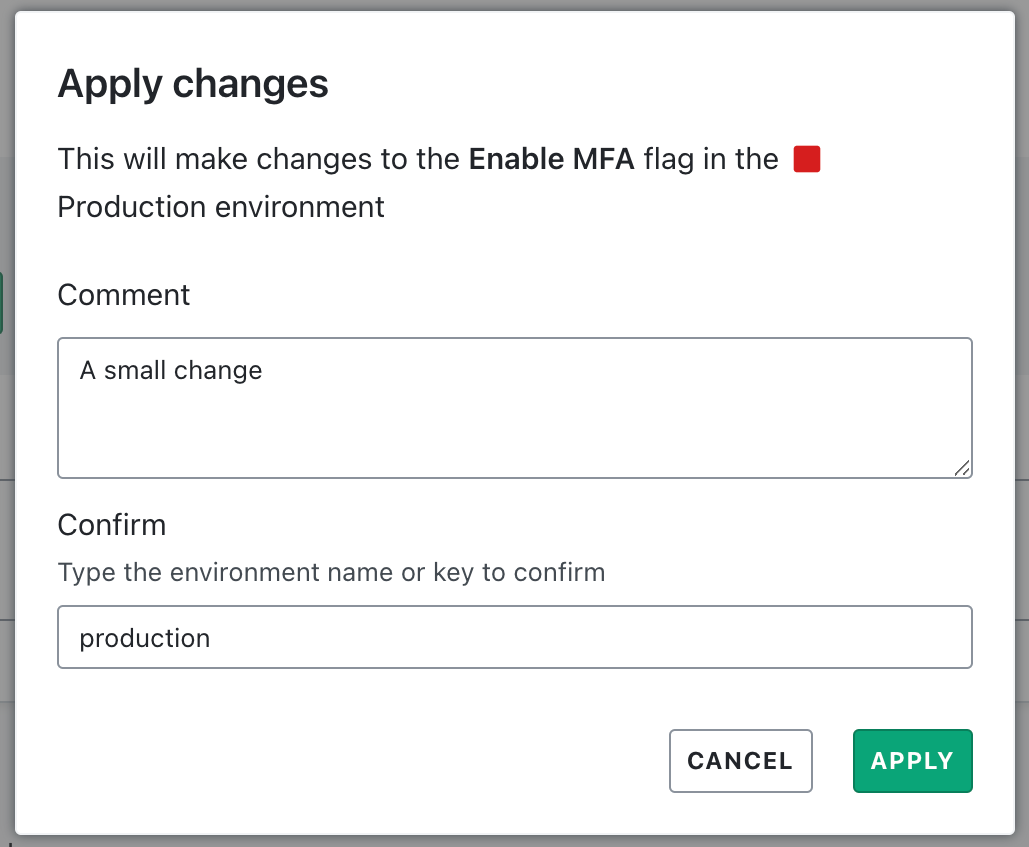 Apply changes
This will make changes to the Enable MFA flag in the
Production environment
Comment
A small change
Confirm
Type the environment name or key to confirm
production
CANCEL
APPLY